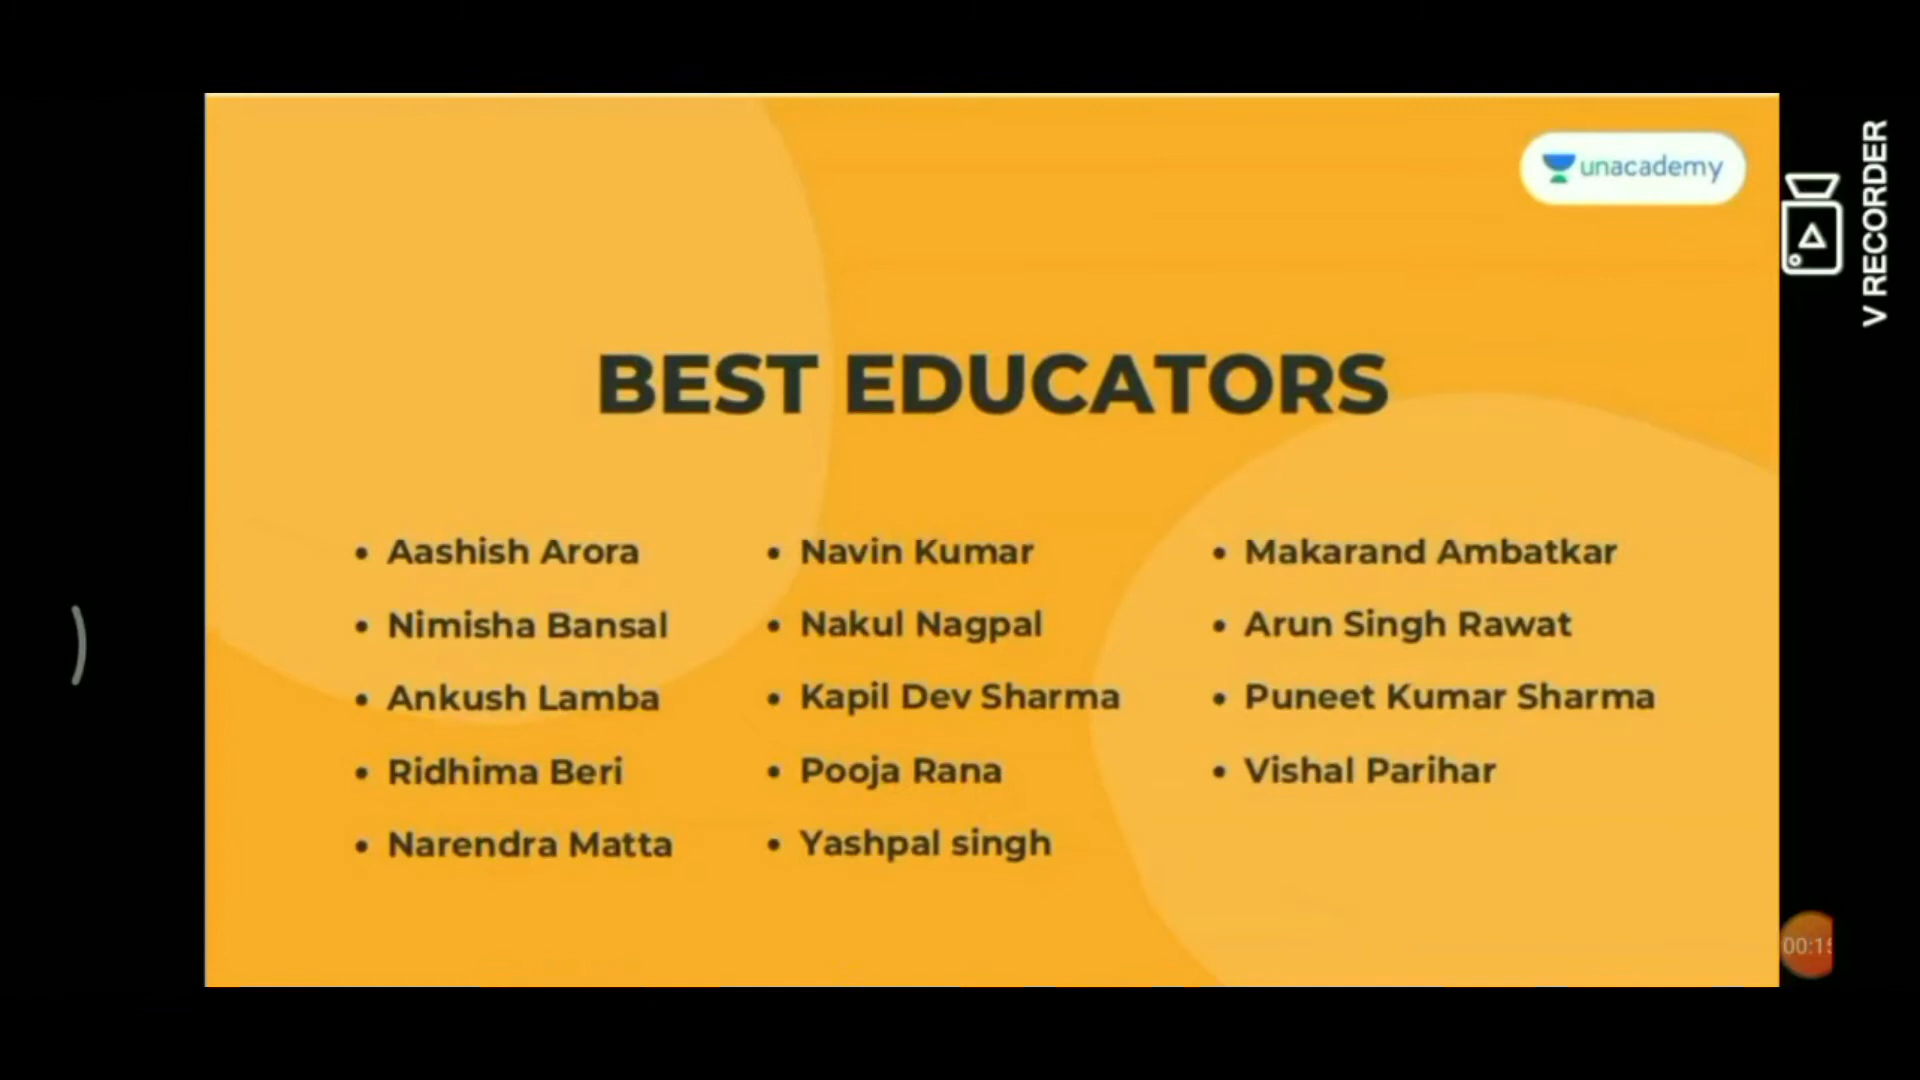 unacademy
V RECORDER
BEST EDUCATORS
• Aashish Arora
• Nimisha Bansal
• Ankush Lamba
• Ridhima Beri
• Narendra Matta
• Navin Kumar
• Nakul Nagpal
• Kapil Dev Sharma
• Pooja Rana
• Yashpal singh
• Makarand Ambatkar
• Arun Singh Rawat
• Puneet Kumar Sharma
• Vishal Parihar